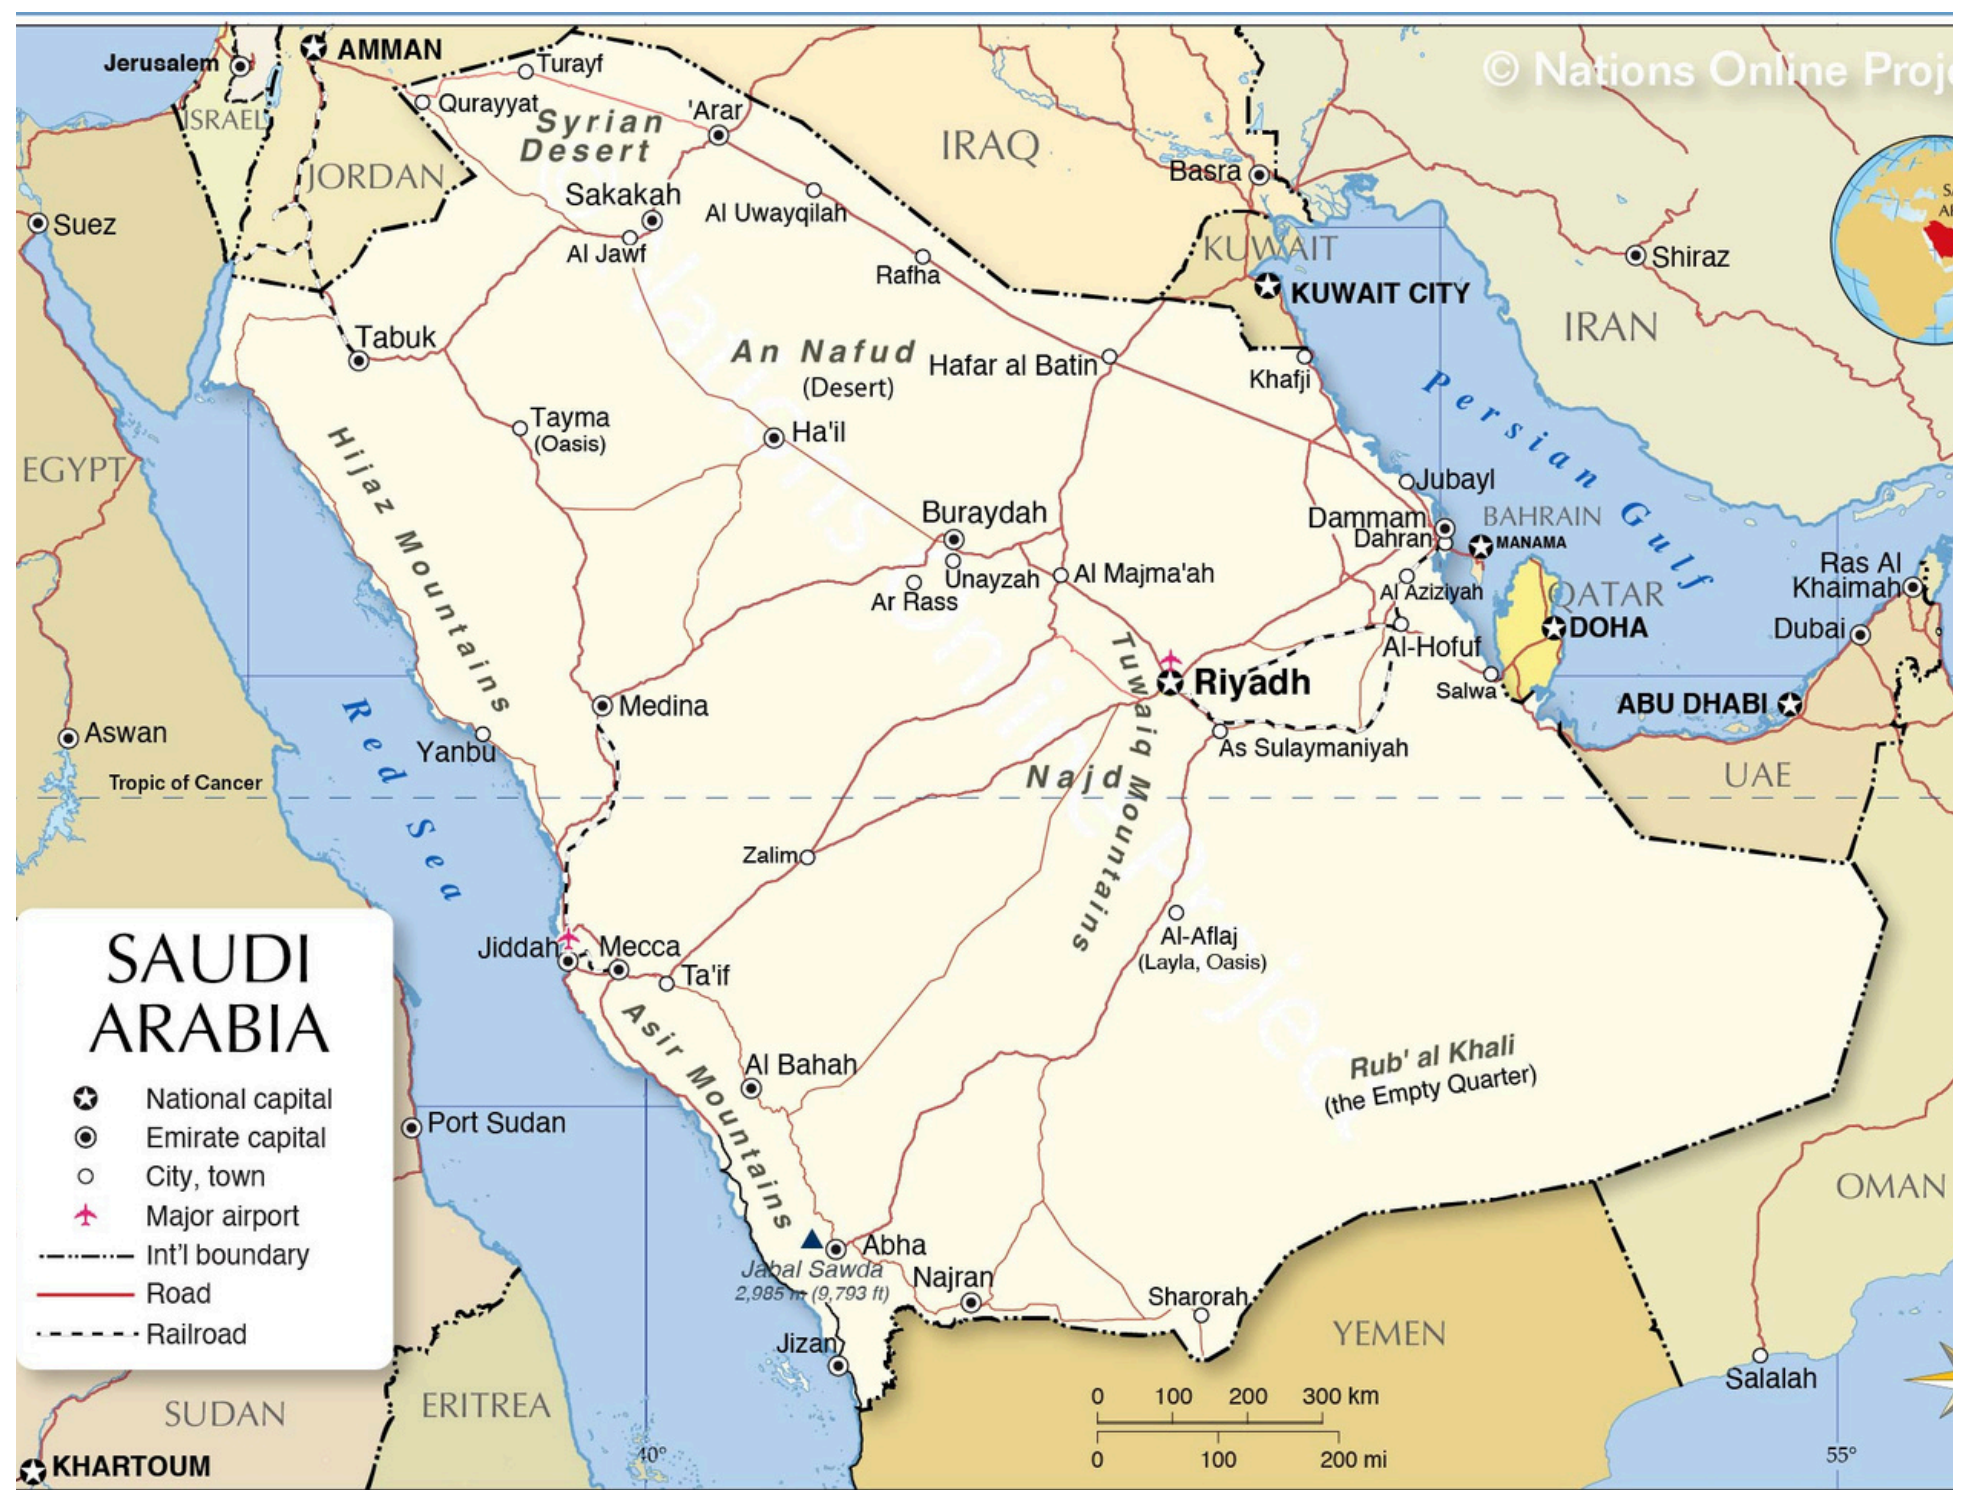 © Nations Online Proje
Jerusalem
AMMAN
Turayf
Qurayyat
ISRAEL
'Arar
Syrian
Desert
IRAQ
JORDAN
Basra
Sakakah
Al Uwayqilah
Suez
Al Jawf
Rafha
KUWAIT
KUWAIT CITY
Shiraz
IRAN
Tabuk
An Nafud
(Desert)
Hafar al Batin
Khafji
Persian Gulf
Tayma
(Oasis)
Ha'il
EGYPT
Hijaz Mountains
Jubayl
Buraydah
Dammam
Dahran
BAHRAIN
MANAMA
Unayzah
Al Majma'ah
Ar Rass
Al Aziziyah
QATAR
DOHA
Ras Al
Khaimah
Dubai
Al-Hofuf
Salwa
Tuwaiq Mountains
Riyadh
Medina
ABU DHABI
Red Sea
Aswan
Yanbu
As Sulaymaniyah
Najd
UAE
Tropic of Cancer
Zalim
Al-Aflaj
(Layla, Oasis)
Jiddah
Mecca
Ta'if
Asir Mountains
Al Bahah
Rub' al Khali
(the Empty Quarter)
Port Sudan
OMAN
Abha
Jabal Sawda
2,985 m (9,793 ft)
Najran
Sharorah
Jizan
YEMEN
Salalah
SUDAN
ERITREA
KHARTOUM
SAUDI
ARABIA
National capital
Emirate capital
City, town
Major airport
Int'l boundary
Road
Railroad
0 100 200 300 km
0 100 200 mi
40°
55°
© Nations Online Project